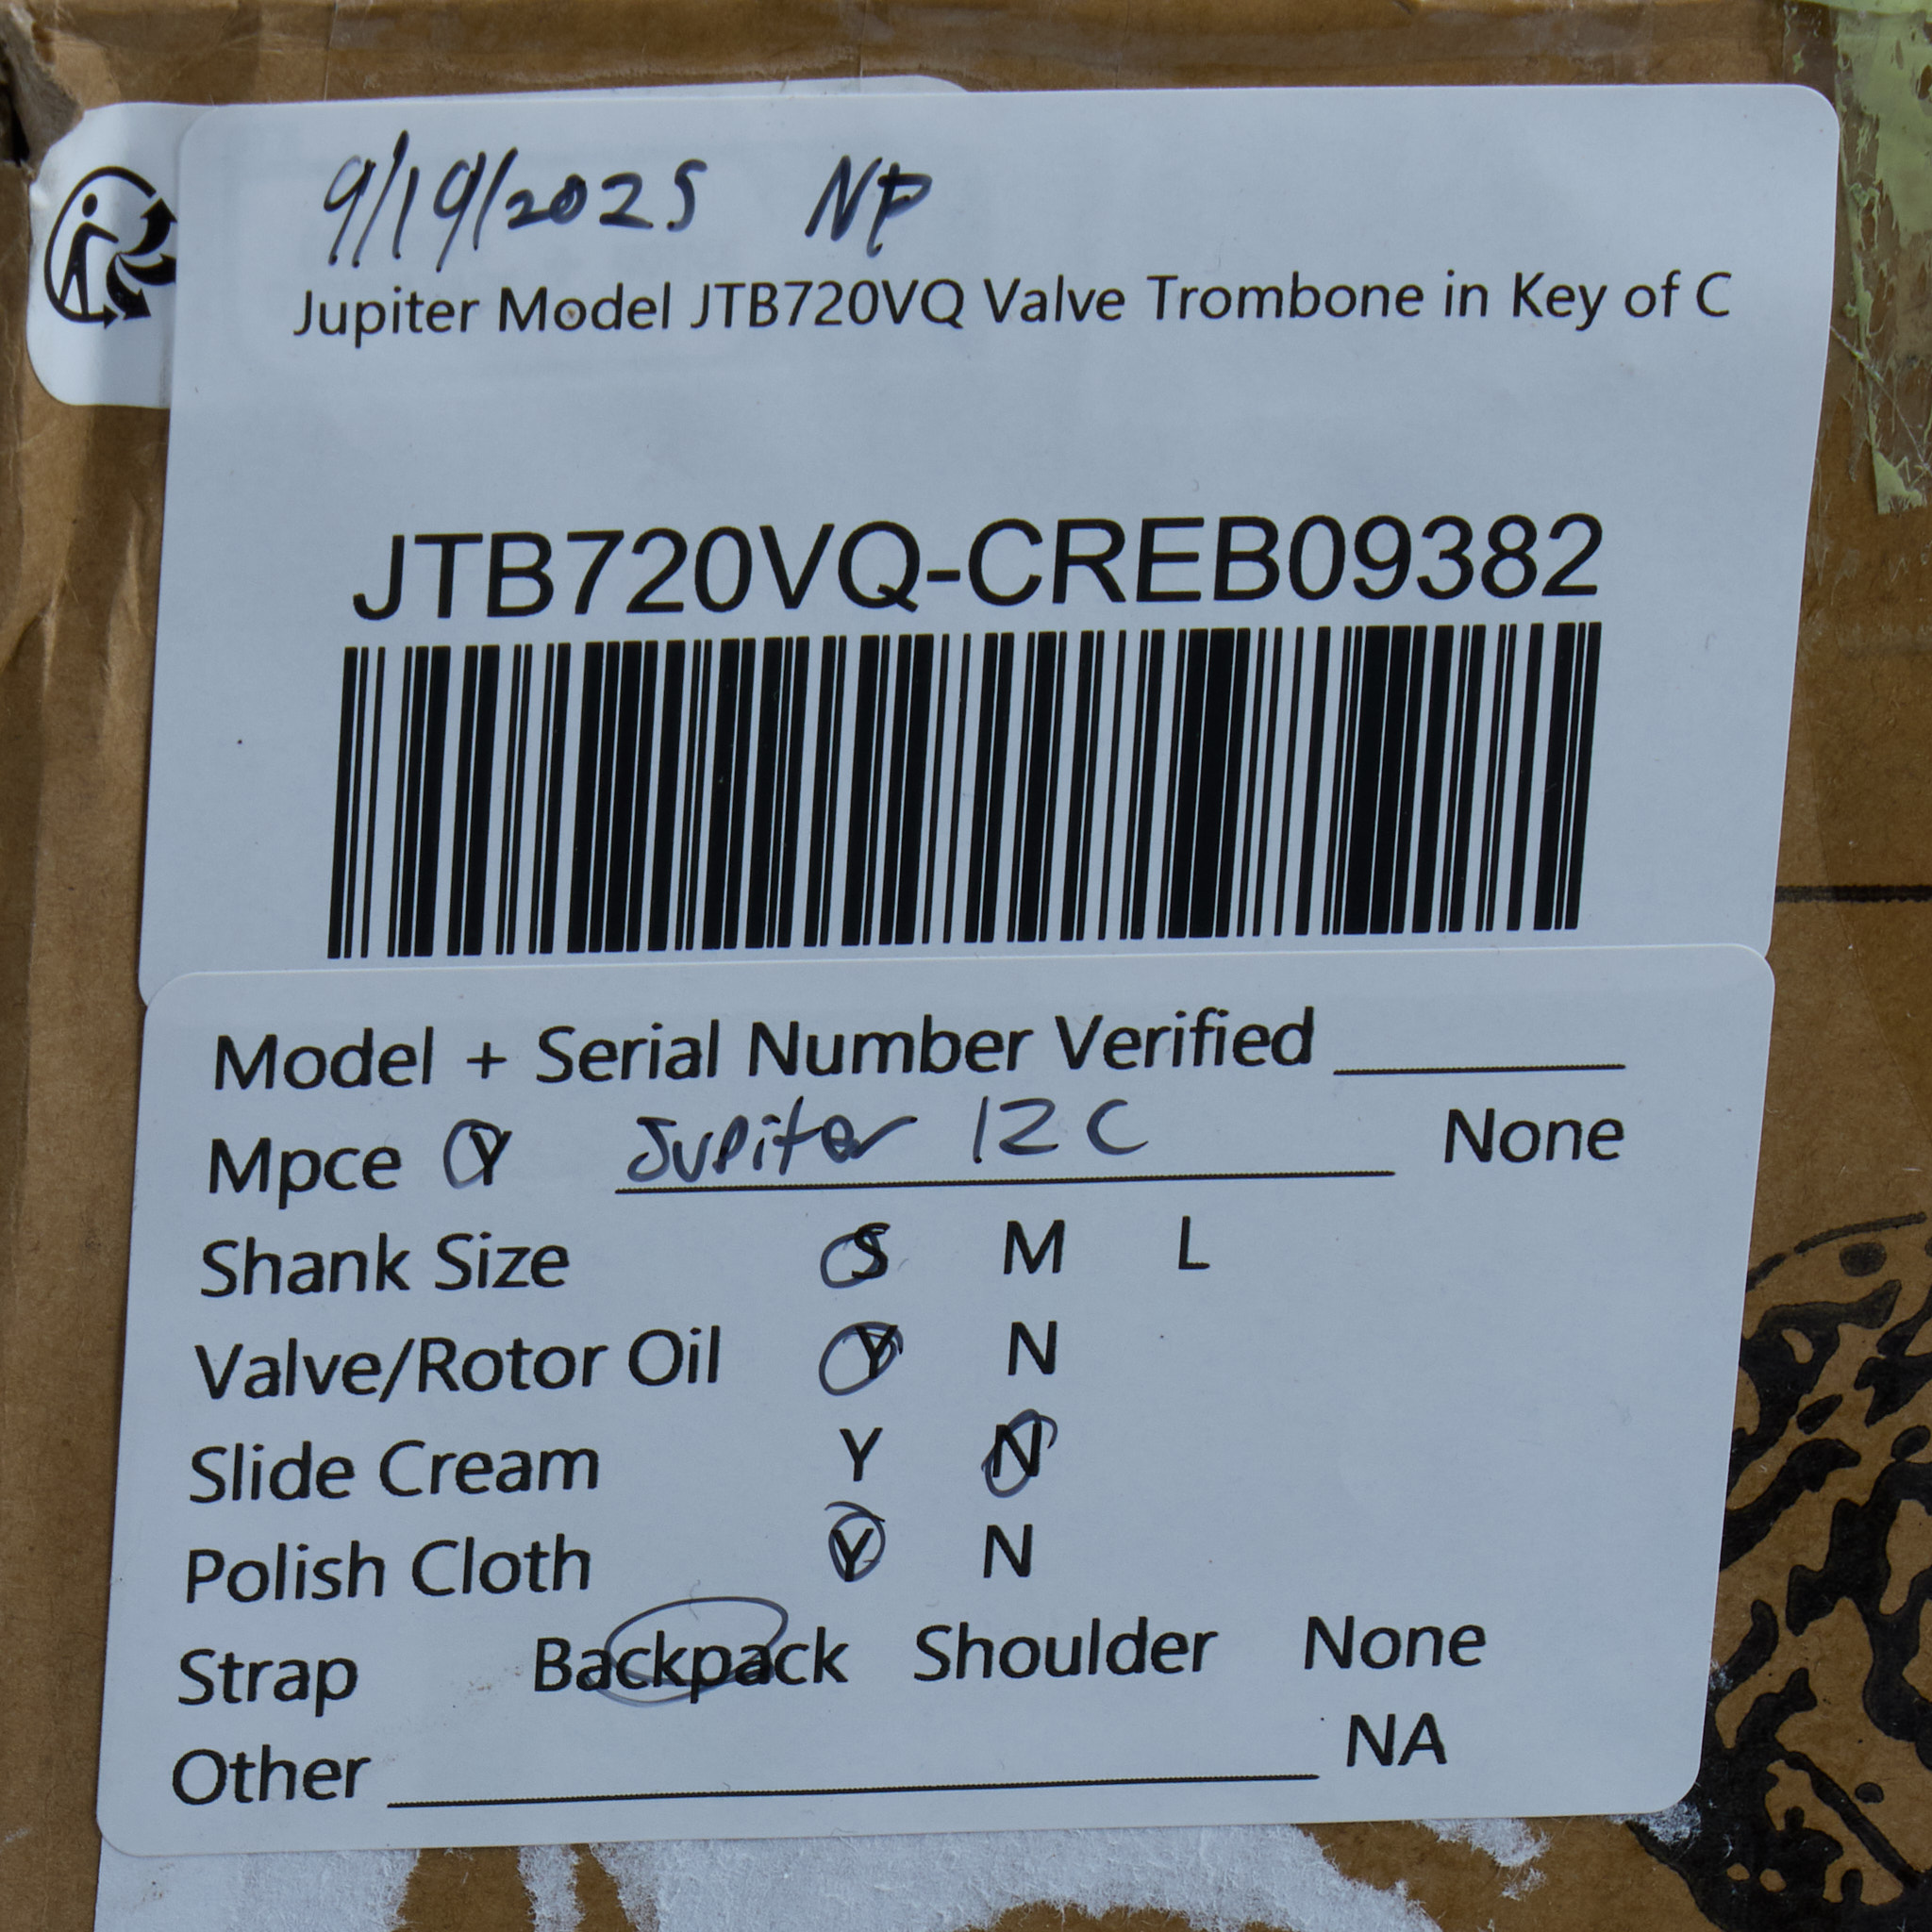 9/19/2025 NP
Jupiter Model JTB720VQ Valve Trombone in Key of C
JTB720VQ-CREB09382
Model + Serial Number Verified
Mpce Y Jupiter 12C None
Shank Size S M L
Valve/Rotor Oil Y N
Slide Cream Y N
Polish Cloth Y N
Strap Backpack Shoulder None
Other NA